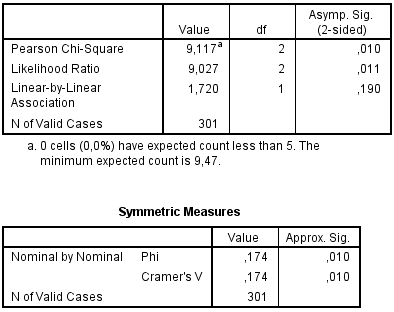 Value df Asymp. Sig.
(2-sided)
Pearson Chi-Square 9,117a 2 ,010
Likelihood Ratio 9,027 2 ,011
Linear-by-Linear
Association 1,720 1 ,190
N of Valid Cases 301
a. 0 cells (0,0%) have expected count less than 5. The
minimum expected count is 9,47.
Symmetric Measures
Value Approx. Sig.
Nominal by Nominal Phi ,174 ,010
Cramer's V ,174 ,010
N of Valid Cases 301